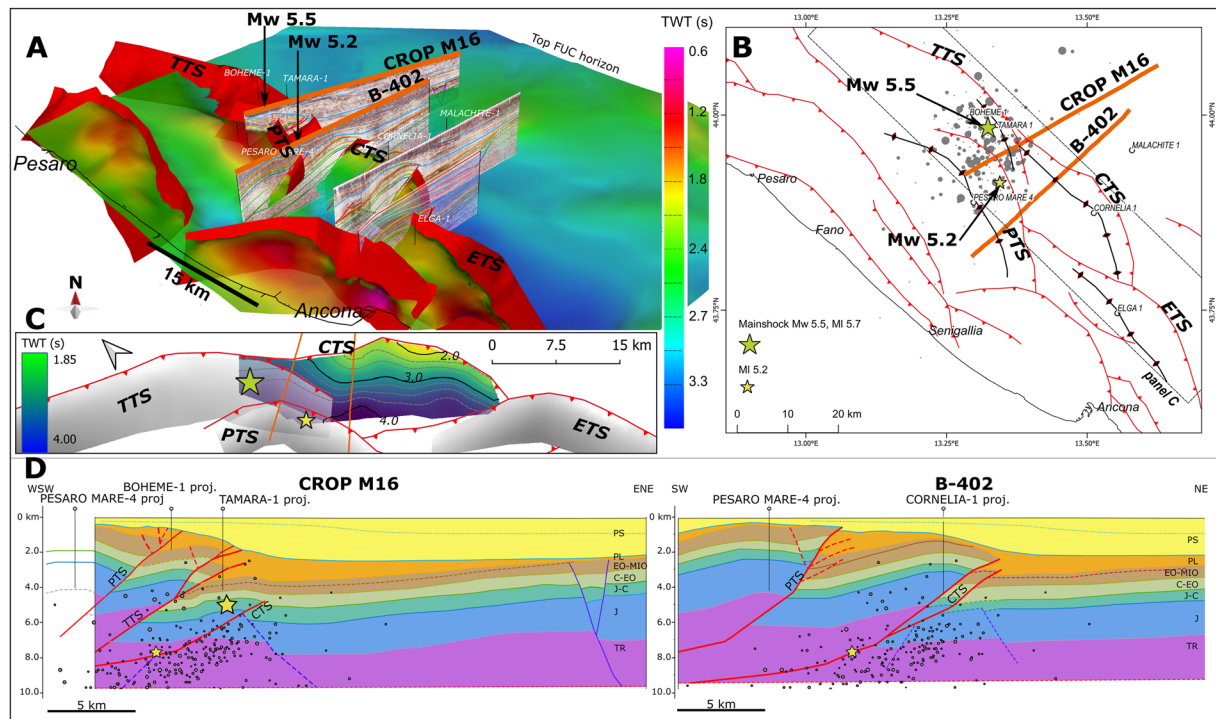 A
Mw 5.5
Mw 5.2
CROP M16
B-402
Top FUC horizon
TTS
BOHEME-1
TAMARA-1
MALACHITE-1
PTS
PESARO MARE-4
CORNELIA-1
CTS
ELGA-1
ETS
Pesaro
15 km
Ancona
N
TWT (s)
0.6
1.2
1.8
2.4
2.7
3.3
B
13.00°E
13.25°E
13.50°E
TTS
CROP M16
B-402
Mw 5.5
BOHEME-1
TAMARA 1
MALACHITE 1
44.00°N
44.00°N
Pesaro
PESARO MARE 4
CTS
CORNELIA 1
Mw 5.2
PTS
Fano
ELGA 1
ETS
43.75°N
43.75°N
Senigallia
panel C
Ancona
Mainshock Mw 5.5, Ml 5.7
Ml 5.2
0 10 20 km
13.00°E
13.25°E
13.50°E
C
TWT (s)
1.85
4.00
CTS
0 7.5 15 km
2.0
3.0
4.0
TTS
PTS
ETS
D
CROP M16
WSW
ENE
BOHEME-1 proj.
PESARO MARE-4 proj
TAMARA-1 proj.
0 km
2.0
4.0
6.0
8.0
10.0
PS
PL
EO-MIO
C-EO
J-C
J
TR
PTS
TTS
CTS
5 km
B-402
SW
NE
PESARO MARE-4 proj.
CORNELIA-1 proj.
0 km
2.0
4.0
6.0
8.0
10.0
PS
PL
EO-MIO
C-EO
J-C
J
TR
PTS
CTS
5 km